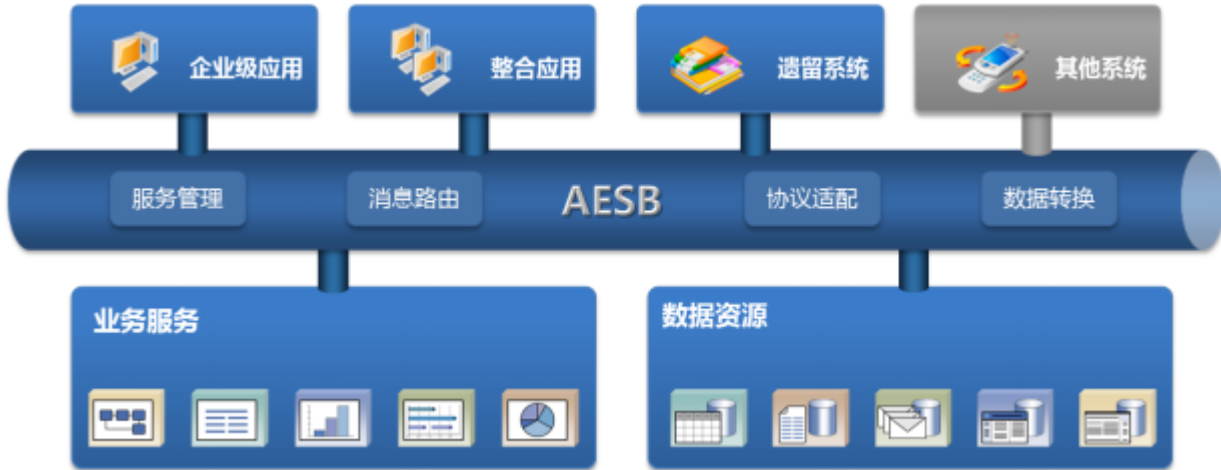 企业级应用
整合应用
遗留系统
其他系统
服务管理
消息路由
AESB
协议适配
数据转换
业务服务
数据资源